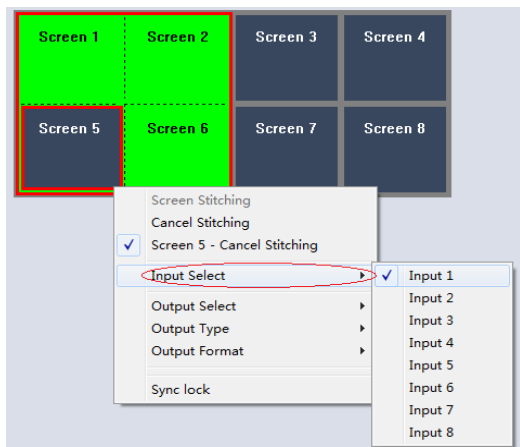 Screen 1 Screen 2 Screen 3 Screen 4
Screen 5 Screen 6 Screen 7 Screen 8
Screen Stitching
Cancel Stitching
Screen 5 - Cancel Stitching
Input Select
Output Select
Output Type
Output Format
Sync lock
Input 1
Input 2
Input 3
Input 4
Input 5
Input 6
Input 7
Input 8